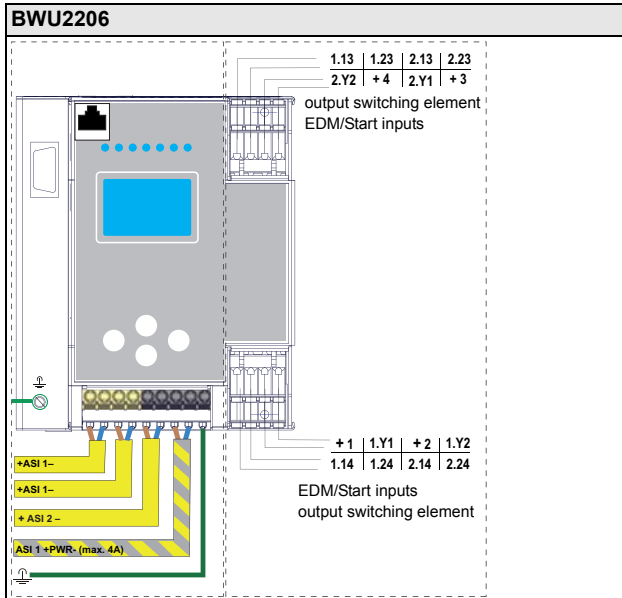 BWU2206
1.13 1.23 2.13 2.23
2.Y2 + 4 2.Y1 + 3
output switching element
EDM/Start inputs
+ 1 1.Y1 + 2 1.Y2
1.14 1.24 2.14 2.24
EDM/Start inputs
output switching element
+ASI 1–
+ASI 1–
+ ASI 2 –
ASI 1 +PWR- (max. 4A)